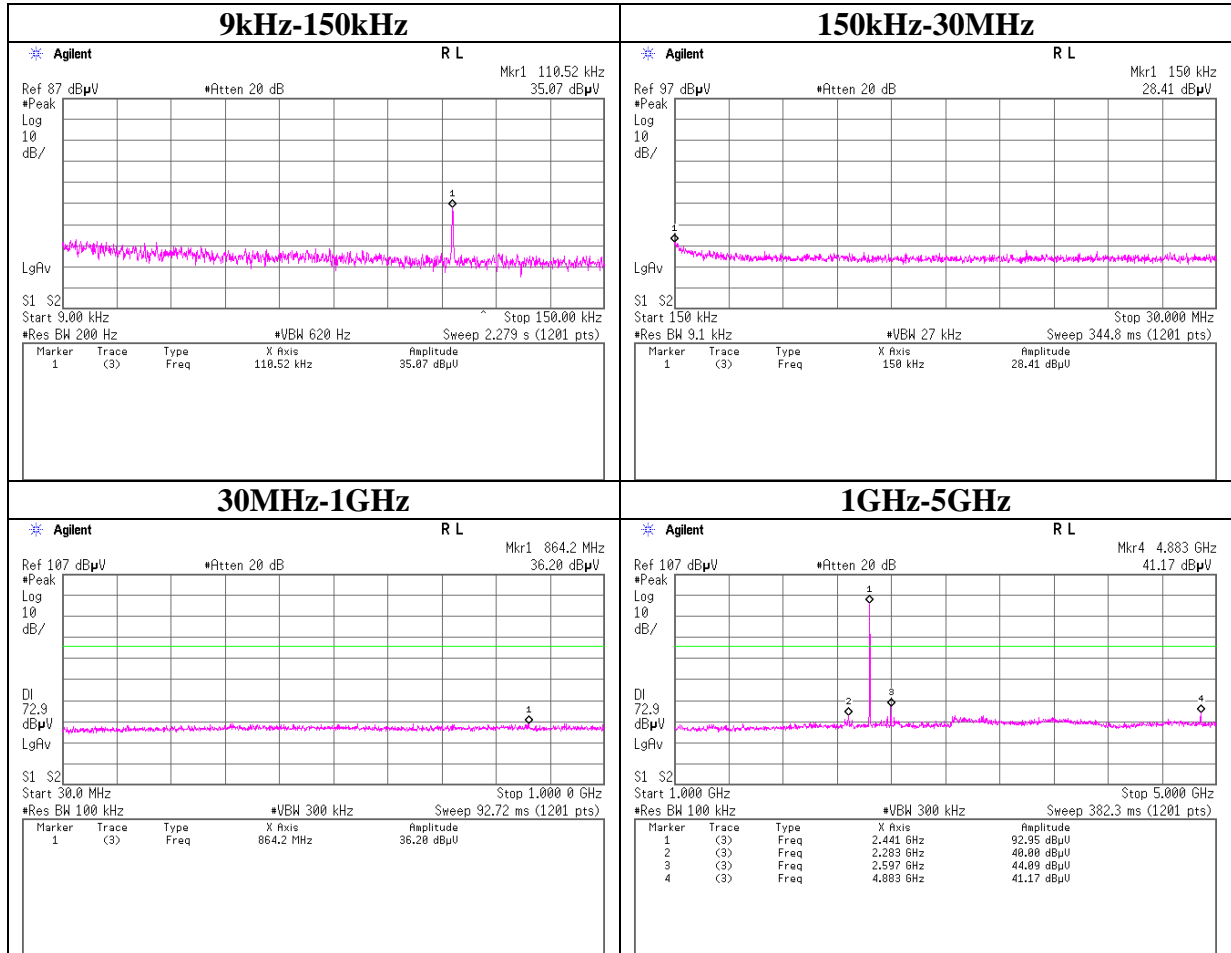 9kHz-150kHz
Agilent R L
Mkr1 110.52 kHz
Ref 87 dBµV #Atten 20 dB 35.07 dBµV
#Peak
Log
10
dB/
1
LgAv
S1 S2
Start 9.00 kHz ^ Stop 150.00 kHz
#Res BW 200 Hz #VBW 620 Hz Sweep 2.279 s (1201 pts)
Marker Trace Type X Axis Amplitude
1 (3) Freq 110.52 kHz 35.07 dBµV
150kHz-30MHz
Agilent R L
Mkr1 150 kHz
Ref 97 dBµV #Atten 20 dB 28.41 dBµV
#Peak
Log
10
dB/
1
LgAv
S1 S2
Start 150 kHz Stop 30.000 MHz
#Res BW 9.1 kHz #VBW 27 kHz Sweep 344.8 ms (1201 pts)
Marker Trace Type X Axis Amplitude
1 (3) Freq 150 kHz 28.41 dBµV
30MHz-1GHz
Agilent R L
Mkr1 864.2 MHz
Ref 107 dBµV #Atten 20 dB 36.20 dBµV
#Peak
Log
10
dB/
DI
72.9
dBµV
1
LgAv
S1 S2
Start 30.0 MHz Stop 1.000 0 GHz
#Res BW 100 kHz #VBW 300 kHz Sweep 92.72 ms (1201 pts)
Marker Trace Type X Axis Amplitude
1 (3) Freq 864.2 MHz 36.20 dBµV
1GHz-5GHz
Agilent R L
Mkr4 4.883 GHz
Ref 107 dBµV #Atten 20 dB 41.17 dBµV
#Peak
1
Log
10
dB/
DI
72.9
2 3 4
dBµV
LgAv
S1 S2
Start 1.000 GHz Stop 5.000 GHz
#Res BW 100 kHz #VBW 300 kHz Sweep 382.3 ms (1201 pts)
Marker Trace Type X Axis Amplitude
1 (3) Freq 2.441 GHz 92.95 dBµV
2 (3) Freq 2.283 GHz 40.00 dBµV
3 (3) Freq 2.597 GHz 44.09 dBµV
4 (3) Freq 4.883 GHz 41.17 dBµV